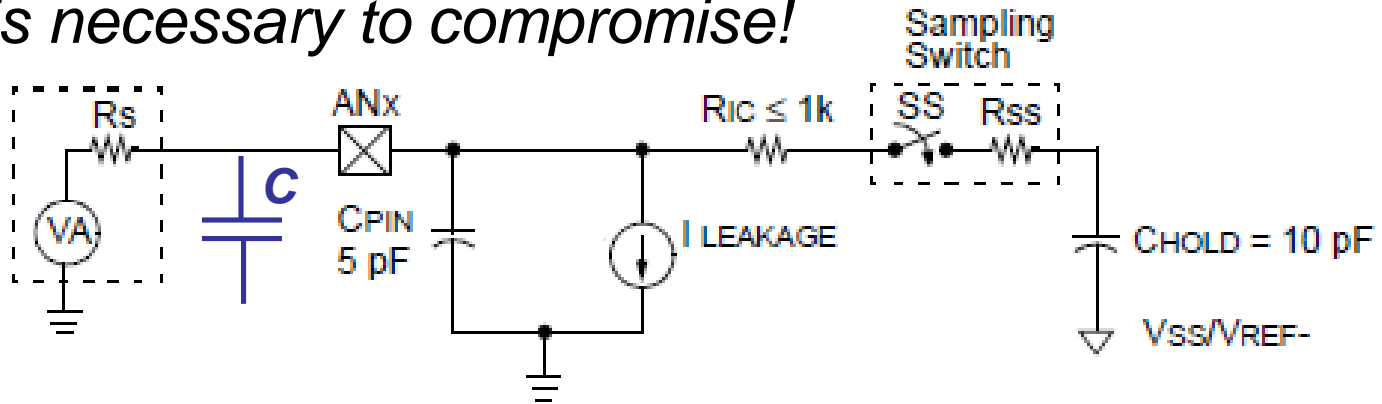 is necessary to compromise!
Sampling
Switch
Rs
ANx
RIC ≤ 1k
SS
RSS
C
VA
CPIN
5 pF
I LEAKAGE
CHOLD = 10 pF
VSS/VREF-